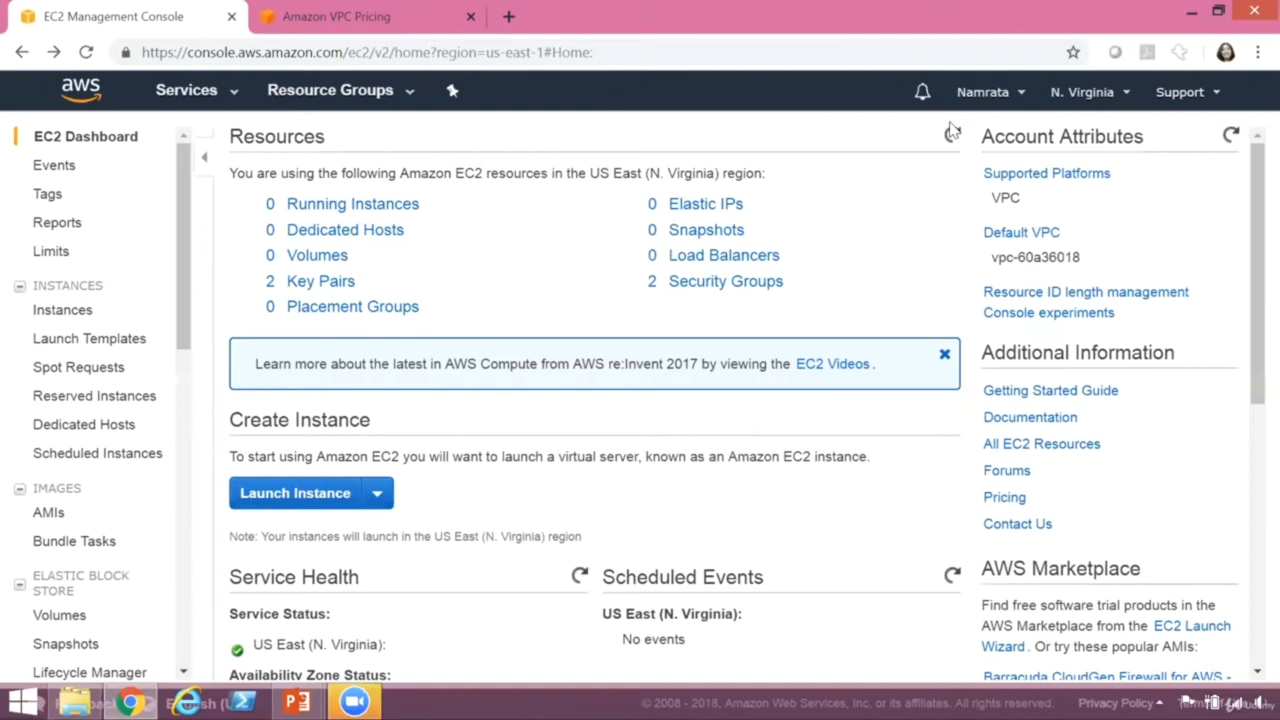 EC2 Management Console
Amazon VPC Pricing
https://console.aws.amazon.com/ec2/v2/home?region=us-east-1#Home:
aws
Services
Resource Groups
Namrata
N. Virginia
Support
EC2 Dashboard
Events
Tags
Reports
Limits
INSTANCES
Instances
Launch Templates
Spot Requests
Reserved Instances
Dedicated Hosts
Scheduled Instances
IMAGES
AMIs
Bundle Tasks
ELASTIC BLOCK
STORE
Volumes
Snapshots
Lifecycle Manager
Resources
You are using the following Amazon EC2 resources in the US East (N. Virginia) region:
0 Running Instances
0 Elastic IPs
0 Dedicated Hosts
0 Snapshots
0 Volumes
0 Load Balancers
2 Key Pairs
2 Security Groups
0 Placement Groups
Learn more about the latest in AWS Compute from AWS re:Invent 2017 by viewing the EC2 Videos .
Create Instance
To start using Amazon EC2 you will want to launch a virtual server, known as an Amazon EC2 instance.
Launch Instance
Note: Your instances will launch in the US East (N. Virginia) region
Service Health
Service Status:
US East (N. Virginia):
Availability Zone Status:
Scheduled Events
US East (N. Virginia):
No events
Account Attributes
Supported Platforms
VPC
Default VPC
vpc-60a36018
Resource ID length management
Console experiments
Additional Information
Getting Started Guide
Documentation
All EC2 Resources
Forums
Pricing
Contact Us
AWS Marketplace
Find free software trial products in the
AWS Marketplace from the EC2 Launch
Wizard . Or try these popular AMIs:
Barracuda CloudGen Firewall for AWS -
© 2008 - 2018, Amazon Web Services, Inc. or its affiliates. All rights reserved.
Privacy Policy